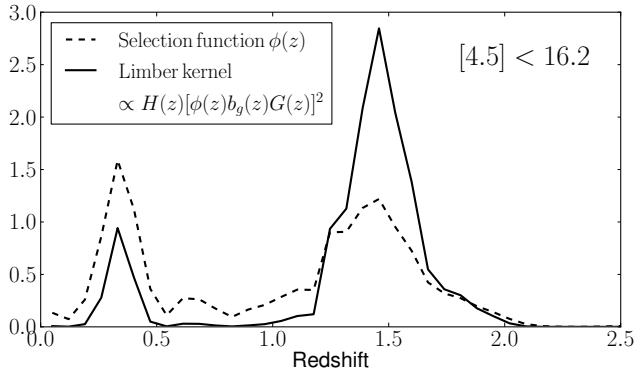 3.0
2.5
2.0
1.5
1.0
0.5
0.0
Selection function ϕ(z)
Limber kernel
∝ H(z)[ϕ(z)b_g(z)G(z)]²
[4.5] < 16.2
0.0 0.5 1.0 1.5 2.0 2.5
Redshift